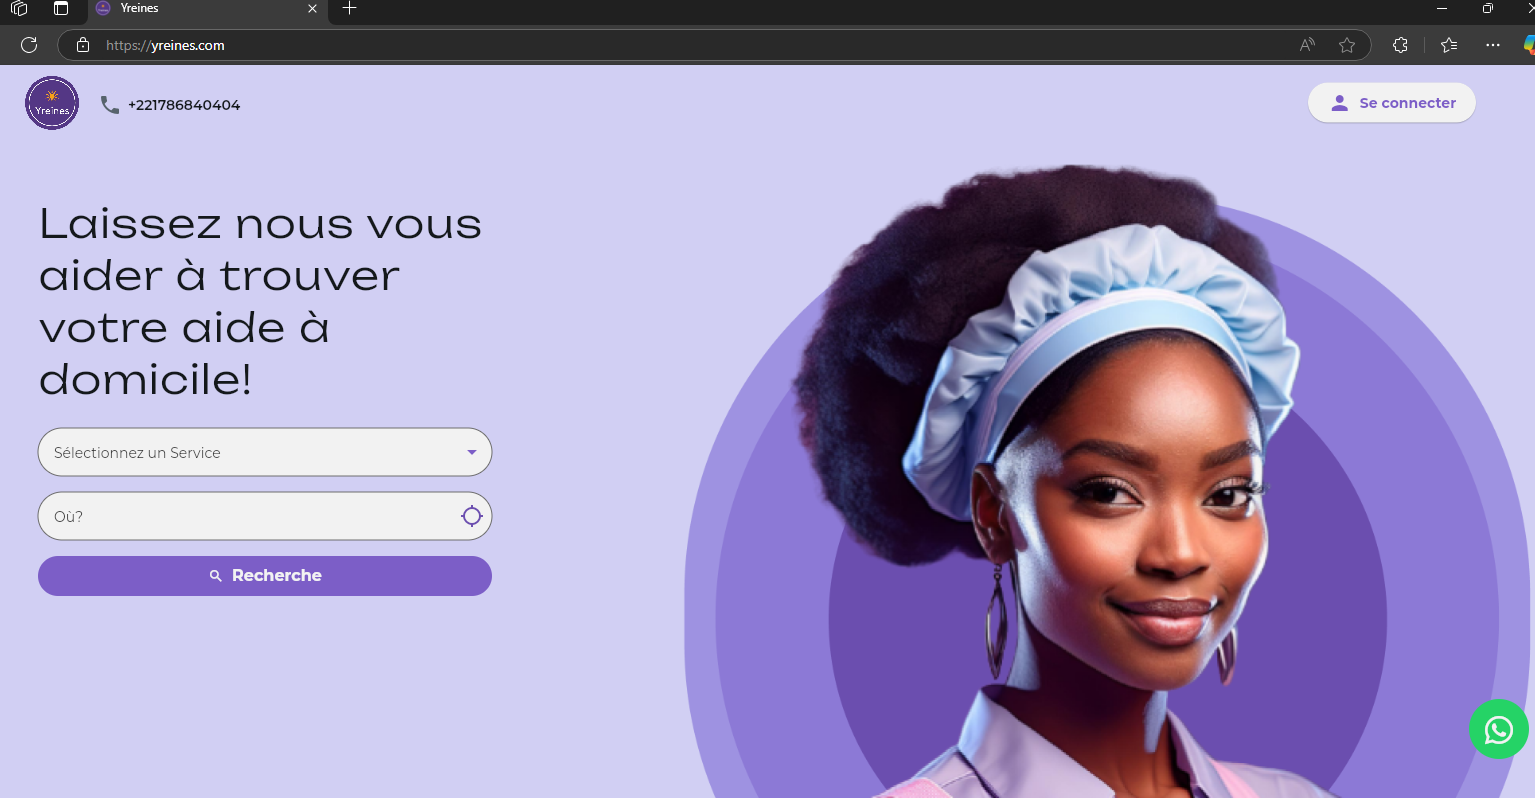 Yreines
https://yreines.com
Yreines
+221786840404
Se connecter
Laissez nous vous
aider à trouver
votre aide à
domicile!
Sélectionnez un Service
Où?
Recherche